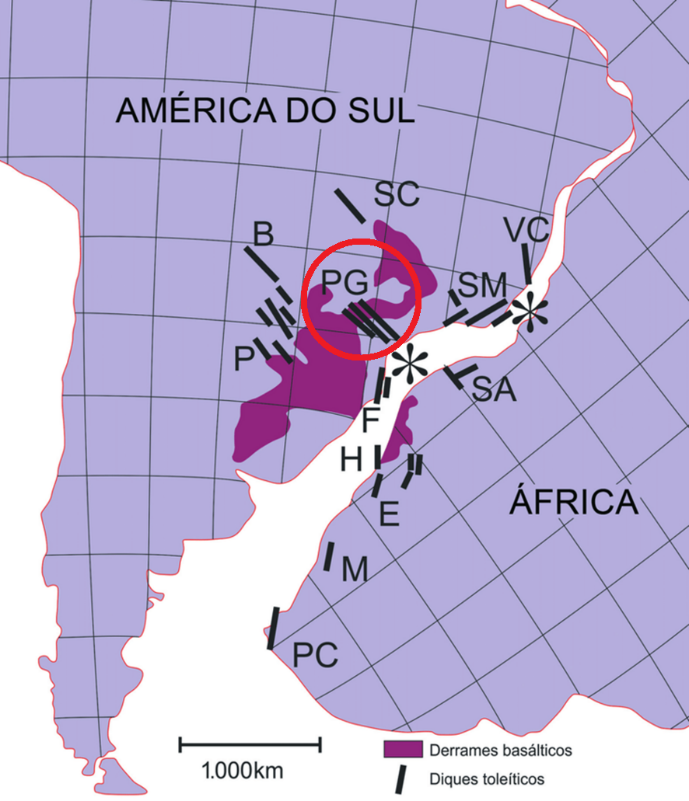 AMÉRICA DO SUL
SC
B
VC
PG
SM
P
SA
F
H
E
ÁFRICA
M
PC
1.000km
Derrames basálticos
Diques toleíticos